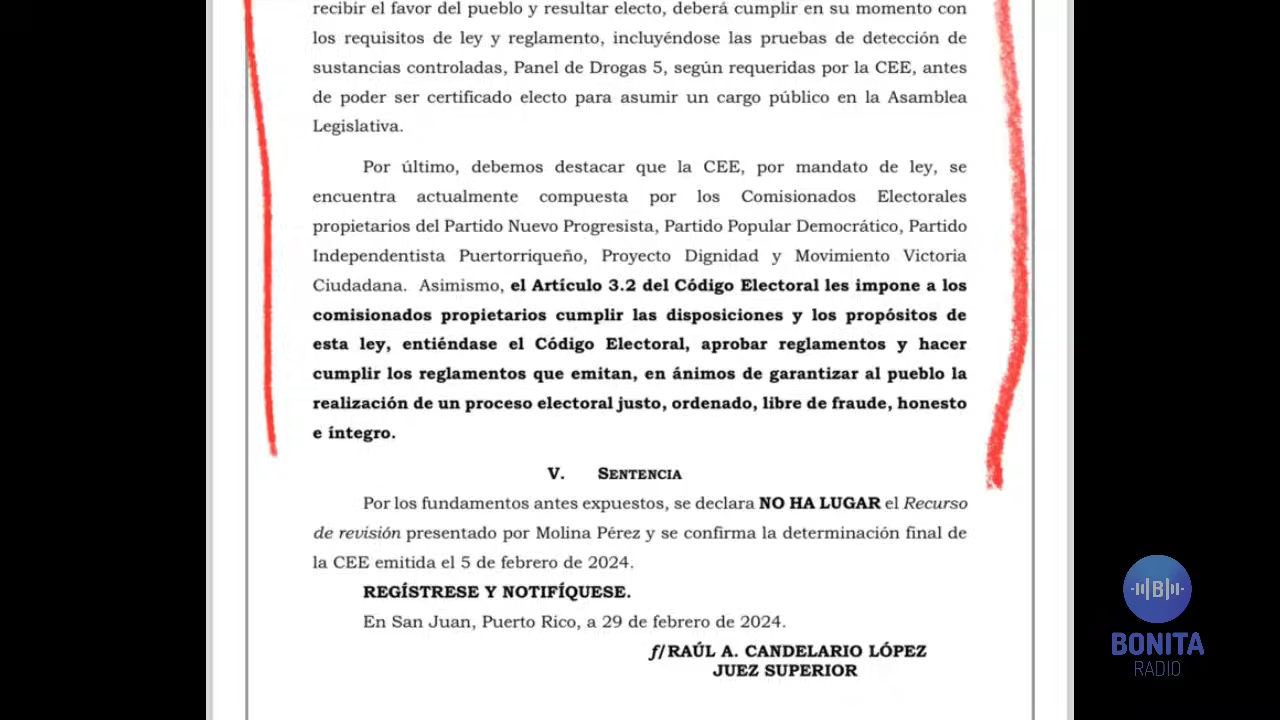 recibir el favor del pueblo y resultar electo, deberá cumplir en su momento con
los requisitos de ley y reglamento, incluyéndose las pruebas de detección de
sustancias controladas, Panel de Drogas 5, según requeridas por la CEE, antes
de poder ser certificado electo para asumir un cargo público en la Asamblea
Legislativa.
Por último, debemos destacar que la CEE, por mandato de ley, se
encuentra actualmente compuesta por los Comisionados Electorales
propietarios del Partido Nuevo Progresista, Partido Popular Democrático, Partido
Independentista Puertorriqueño, Proyecto Dignidad y Movimiento Victoria
Ciudadana. Asimismo, el Artículo 3.2 del Código Electoral les impone a los
comisionados propietarios cumplir las disposiciones y los propósitos de
esta ley, entiéndase el Código Electoral, aprobar reglamentos y hacer
cumplir los reglamentos que emitan, en ánimos de garantizar al pueblo la
realización de un proceso electoral justo, ordenado, libre de fraude, honesto
e íntegro.
V. SENTENCIA
Por los fundamentos antes expuestos, se declara NO HA LUGAR el Recurso
de revisión presentado por Molina Pérez y se confirma la determinación final de
la CEE emitida el 5 de febrero de 2024.
REGÍSTRESE Y NOTIFÍQUESE.
En San Juan, Puerto Rico, a 29 de febrero de 2024.
f/RAÚL A. CANDELARIO LÓPEZ
JUEZ SUPERIOR
B
BONITA
RADIO